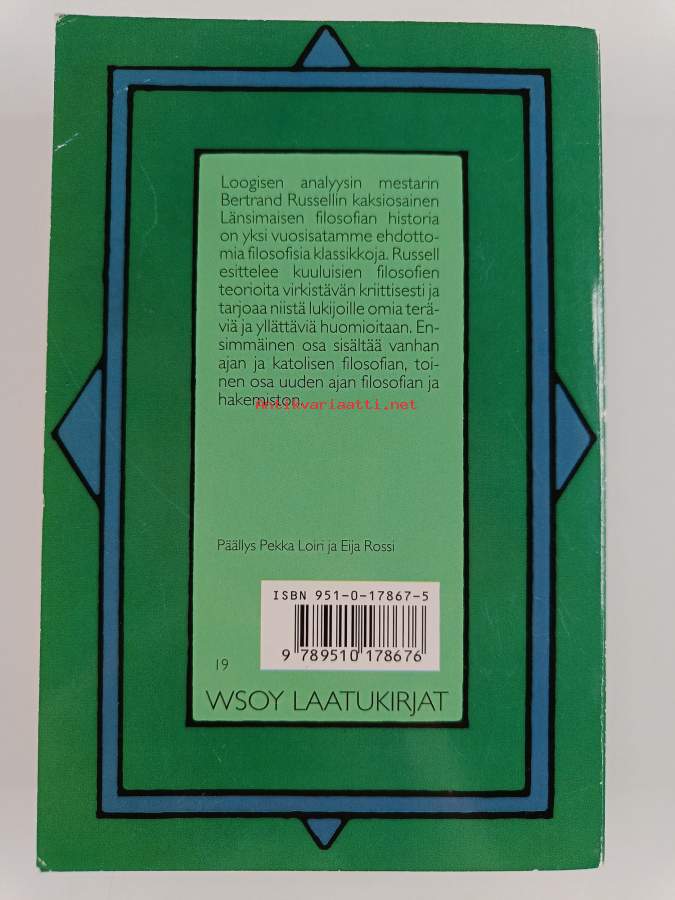 Loogisen analyysin mestarin
Bertrand Russellin kaksiosainen
Länsimaisen filosofian historia
on yksi vuosisatamme ehdotto-
mia filosofisia klassikkoja. Russell
esittelee kuuluisien filosofien
teorioita virkistävän kriittisesti ja
tarjoaa niistä lukijoille omia terä-
viä ja yllättäviä huomioitaan. En-
simmäinen osa sisältää vanhan
ajan ja katolisen filosofian, toi-
nen osa uuden ajan filosofian ja
hakemiston.
Antikvariaatti.net
Päällys Pekka Loiri ja Eija Rossi
ISBN 951-0-17867-5
9 789510 178676
19
WSOY LAATUKIRJAT